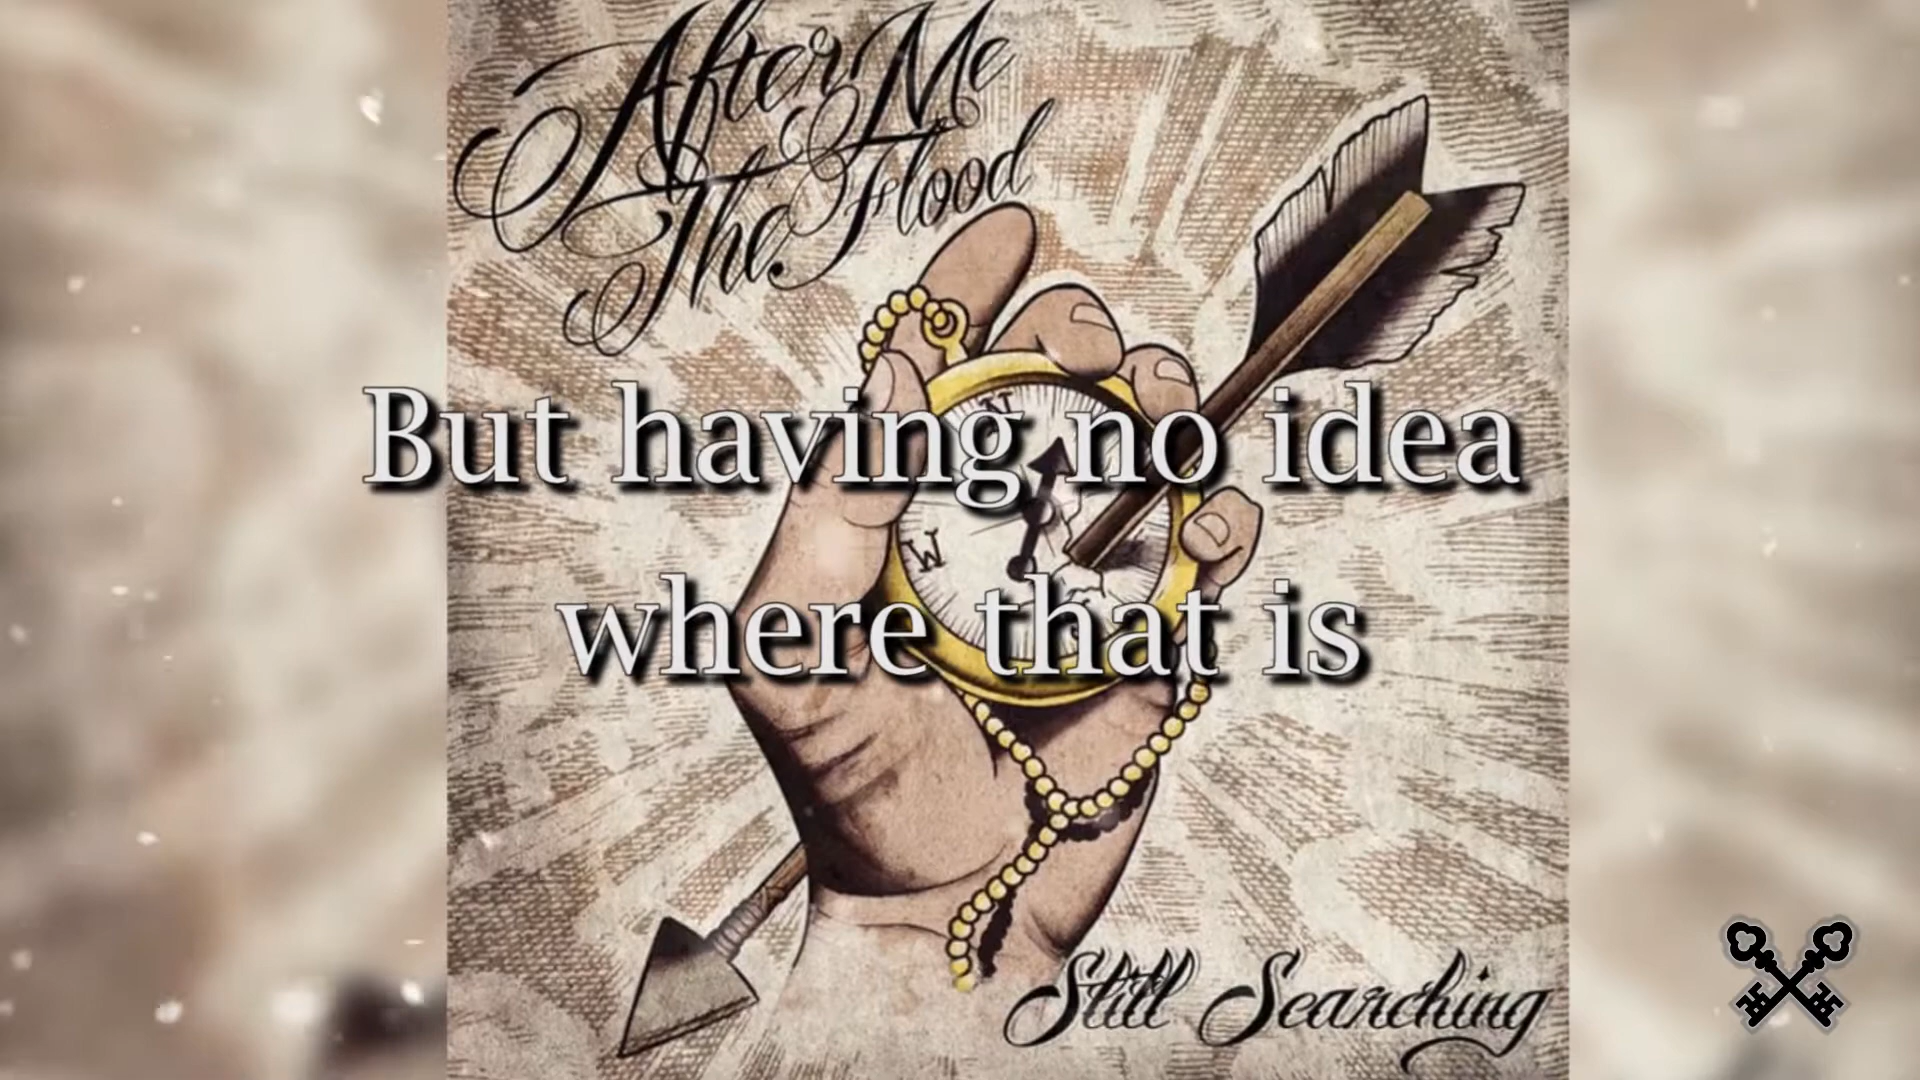 After Me
The Flood
N
But having no idea
W
where that is
Still Searching